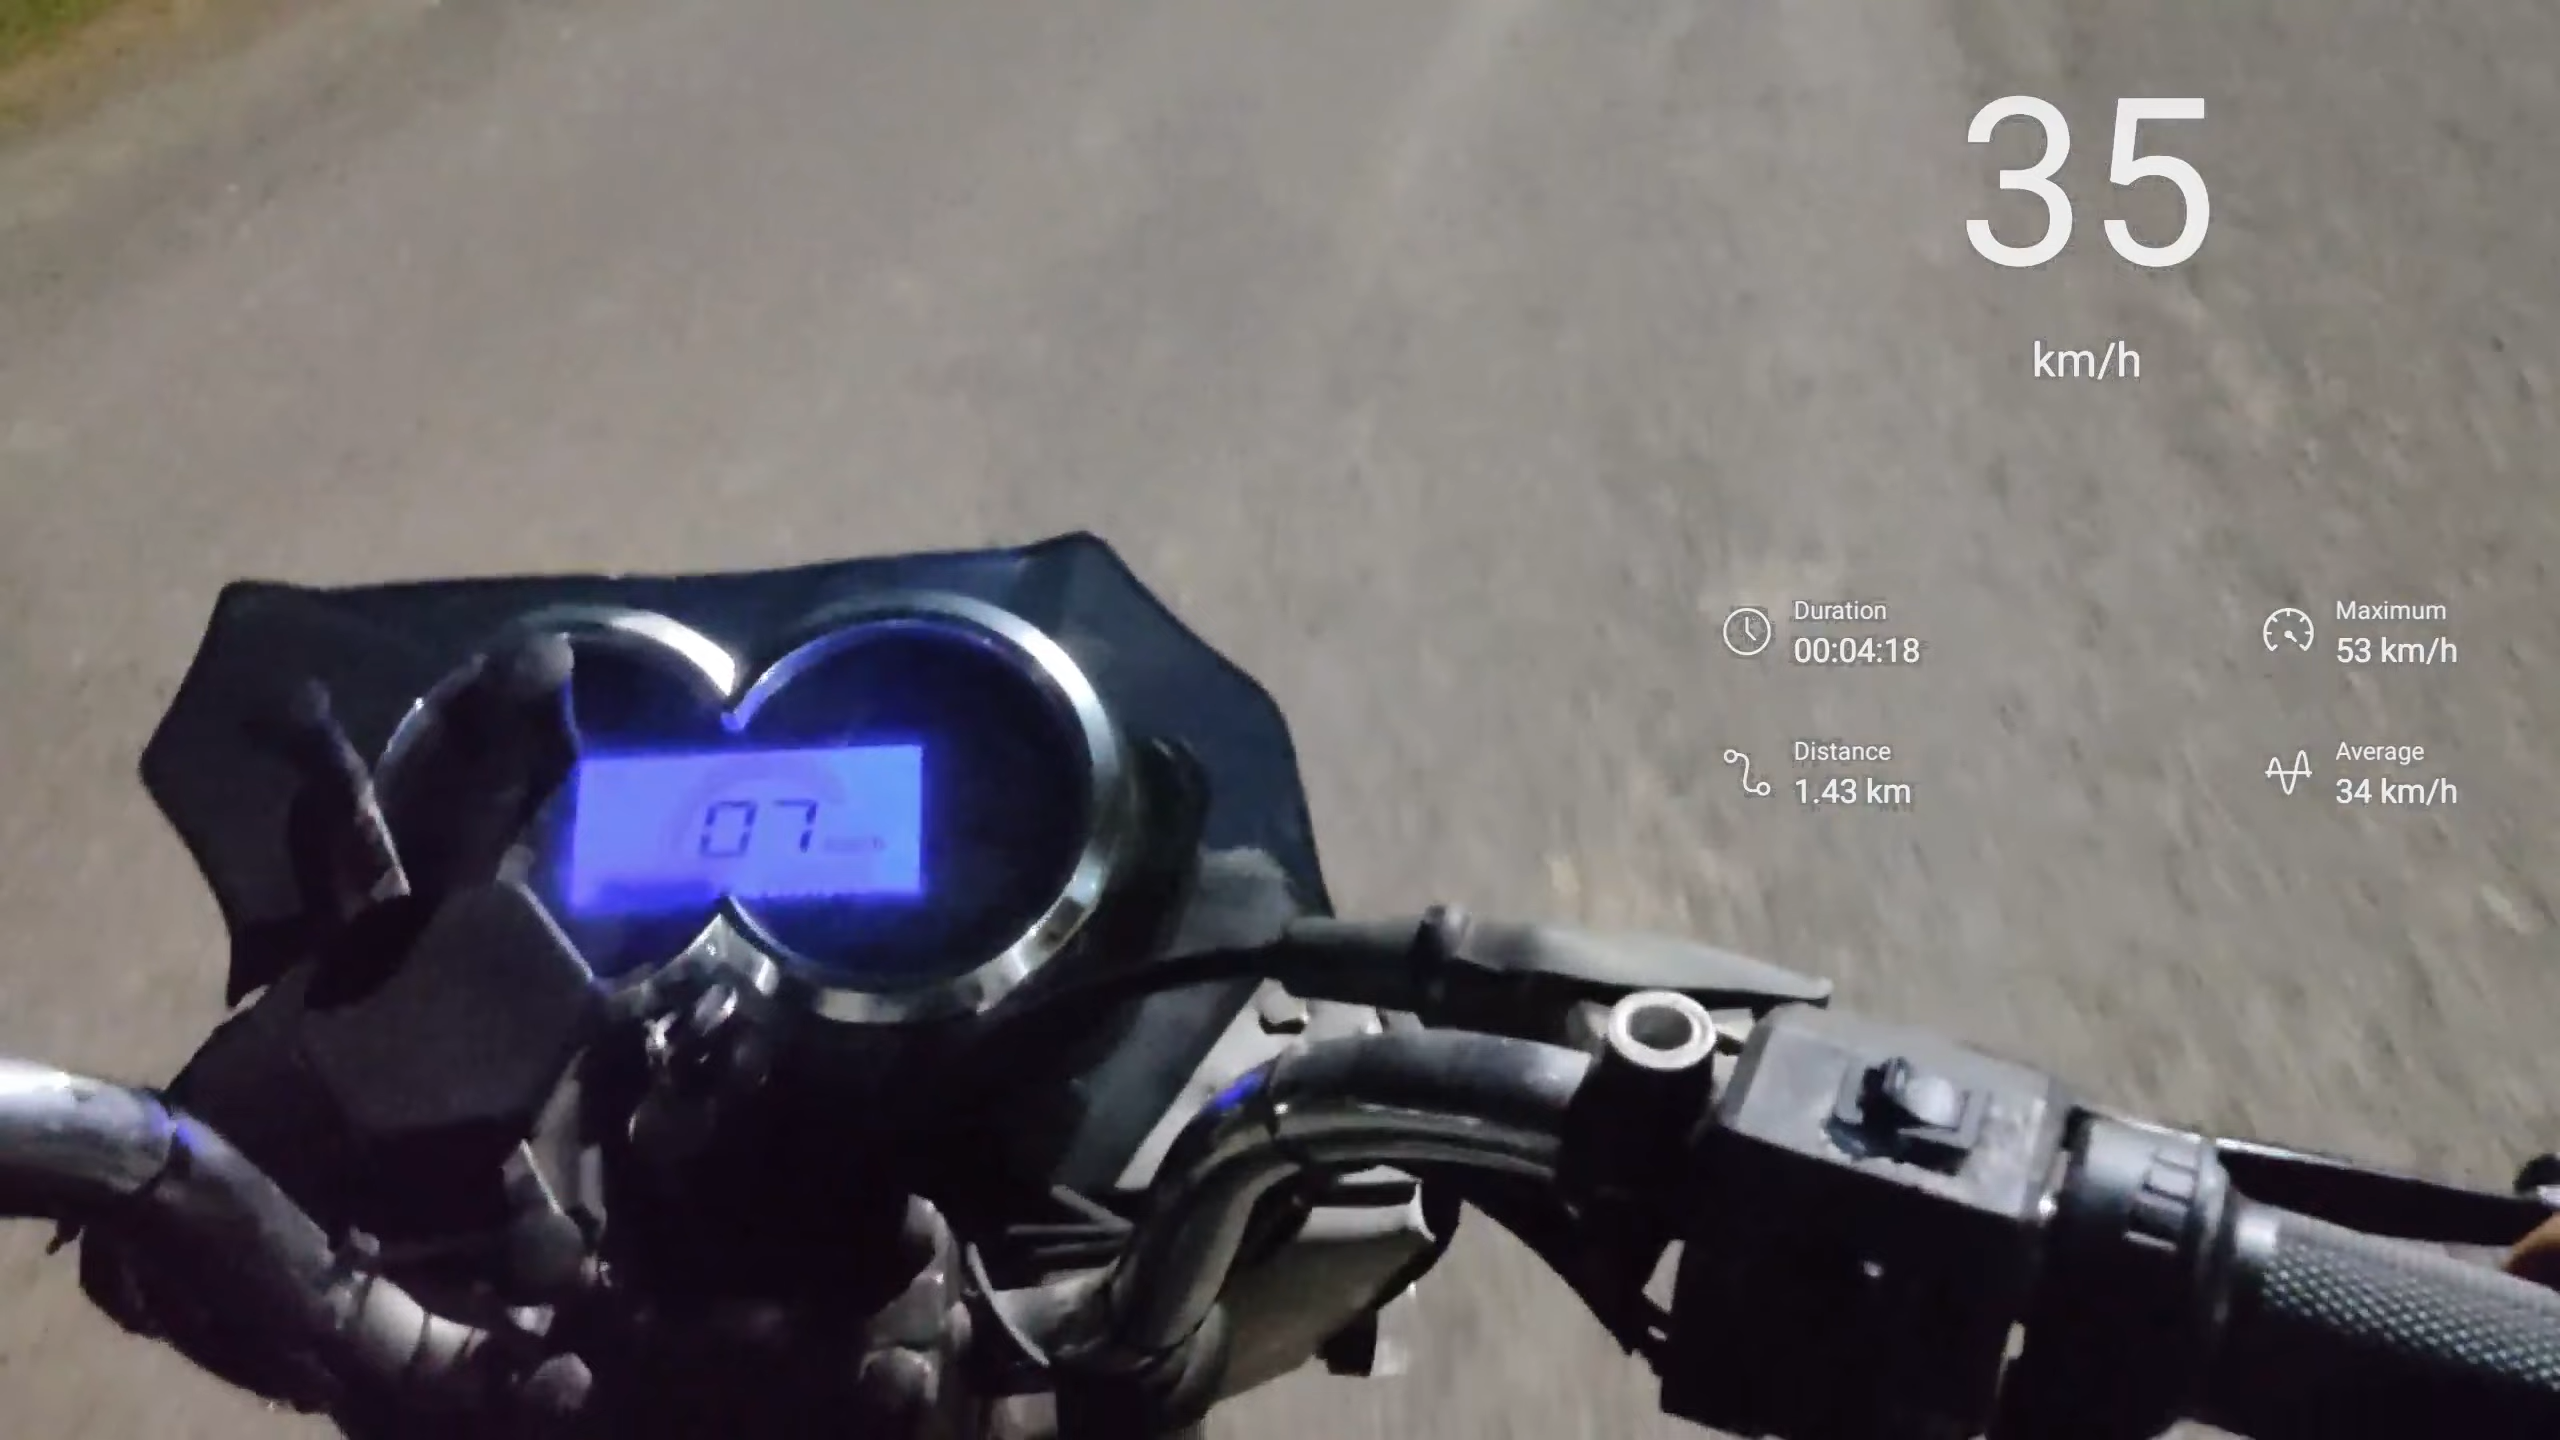 35
km/h
Duration
00:04:18
Maximum
53 km/h
Distance
1.43 km
Average
34 km/h
07